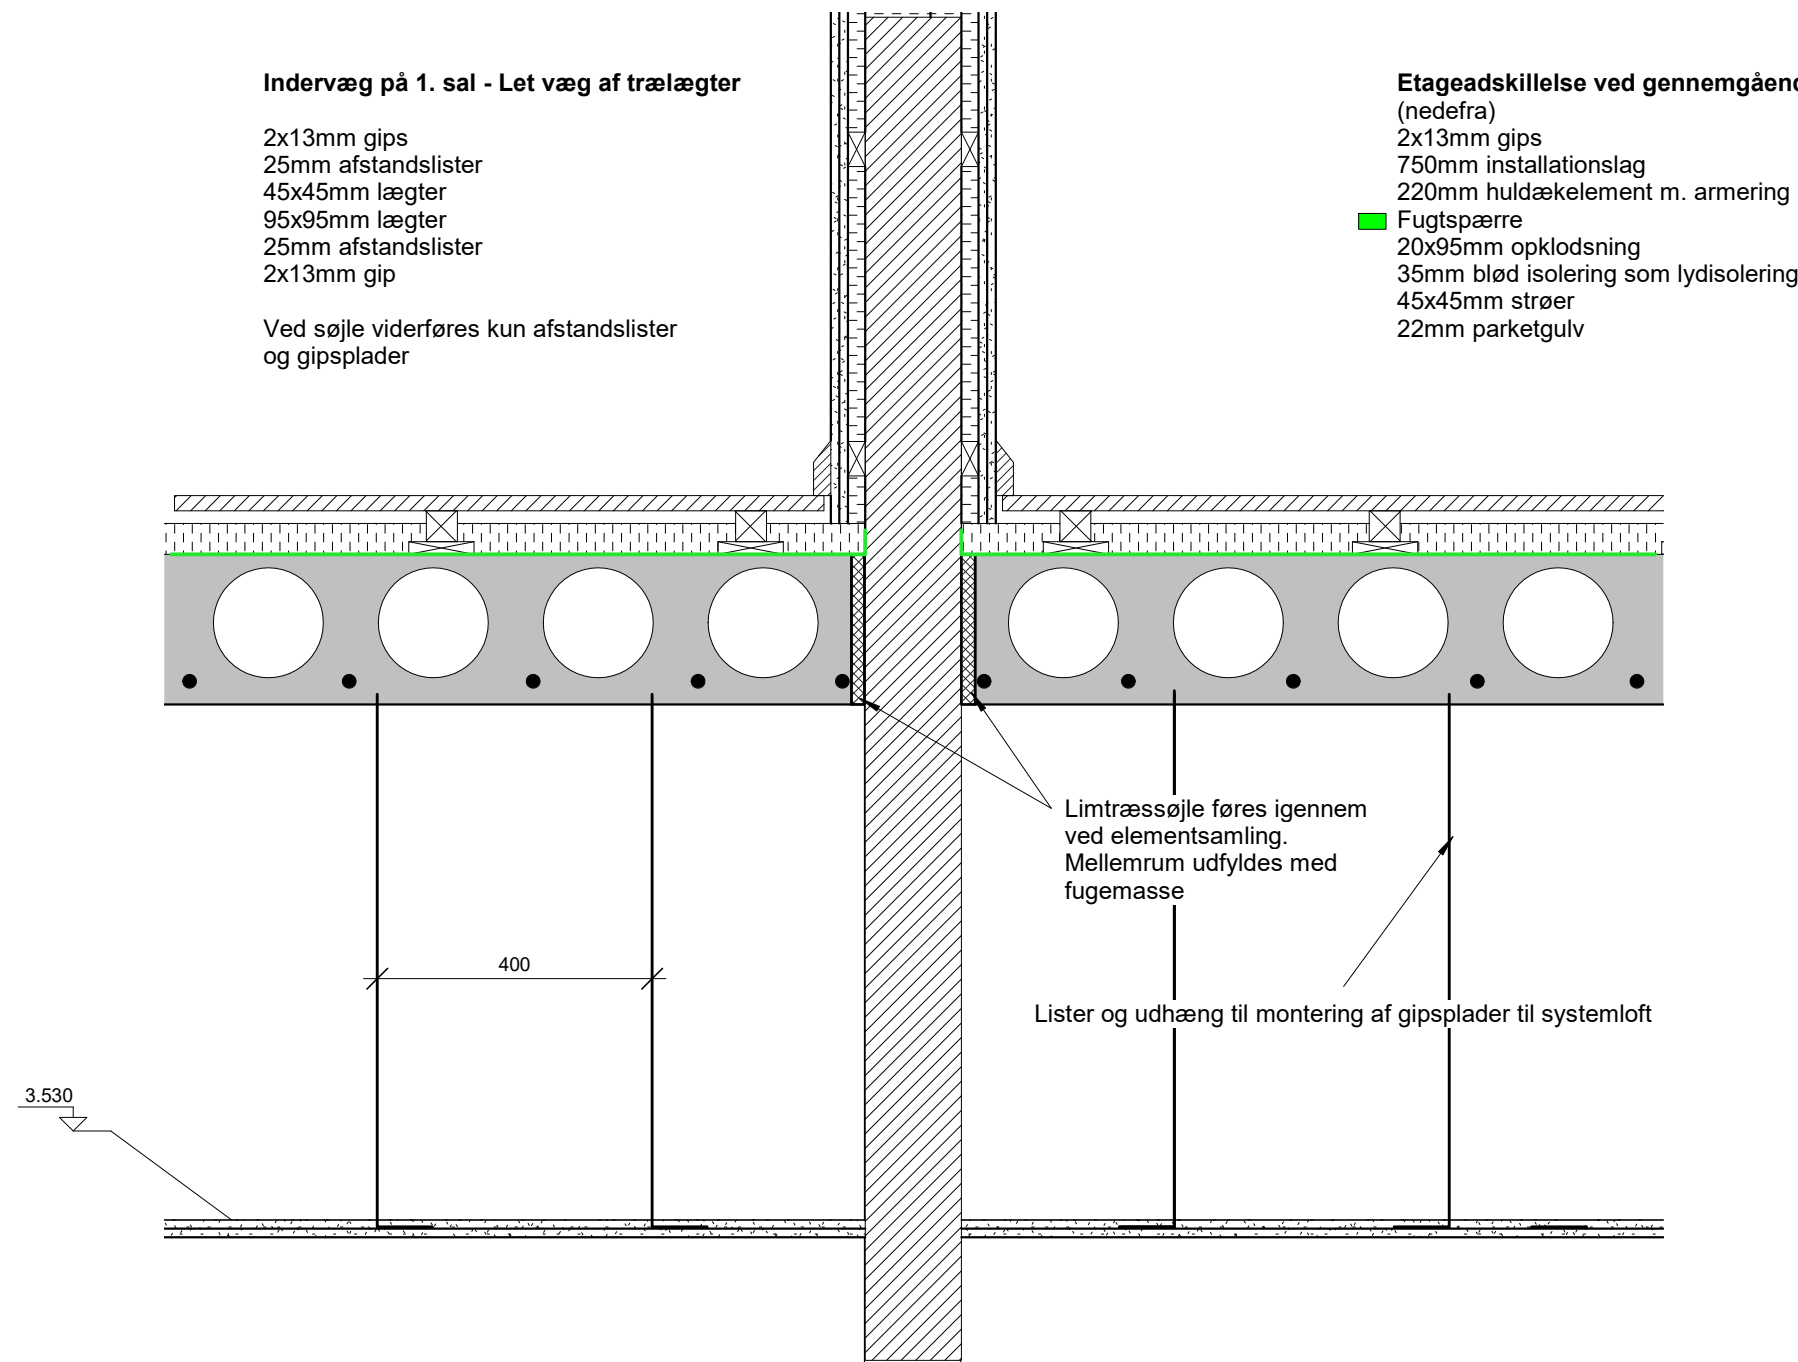 Indervæg på 1. sal - Let væg af trælægter
2x13mm gips
25mm afstandslister
45x45mm lægter
95x95mm lægter
25mm afstandslister
2x13mm gip
Ved søjle viderføres kun afstandslister
og gipsplader
Etageadskillelse ved gennemgåend
(nedefra)
2x13mm gips
750mm installationslag
220mm huldækelement m. armering
Fugtspærre
20x95mm opklodsning
35mm blød isolering som lydisolering
45x45mm strøer
22mm parketgulv
Limtræssøjle føres igennem
ved elementsamling.
Mellemrum udfyldes med
fugemasse
400
Lister og udhæng til montering af gipsplader til systemloft
3.530